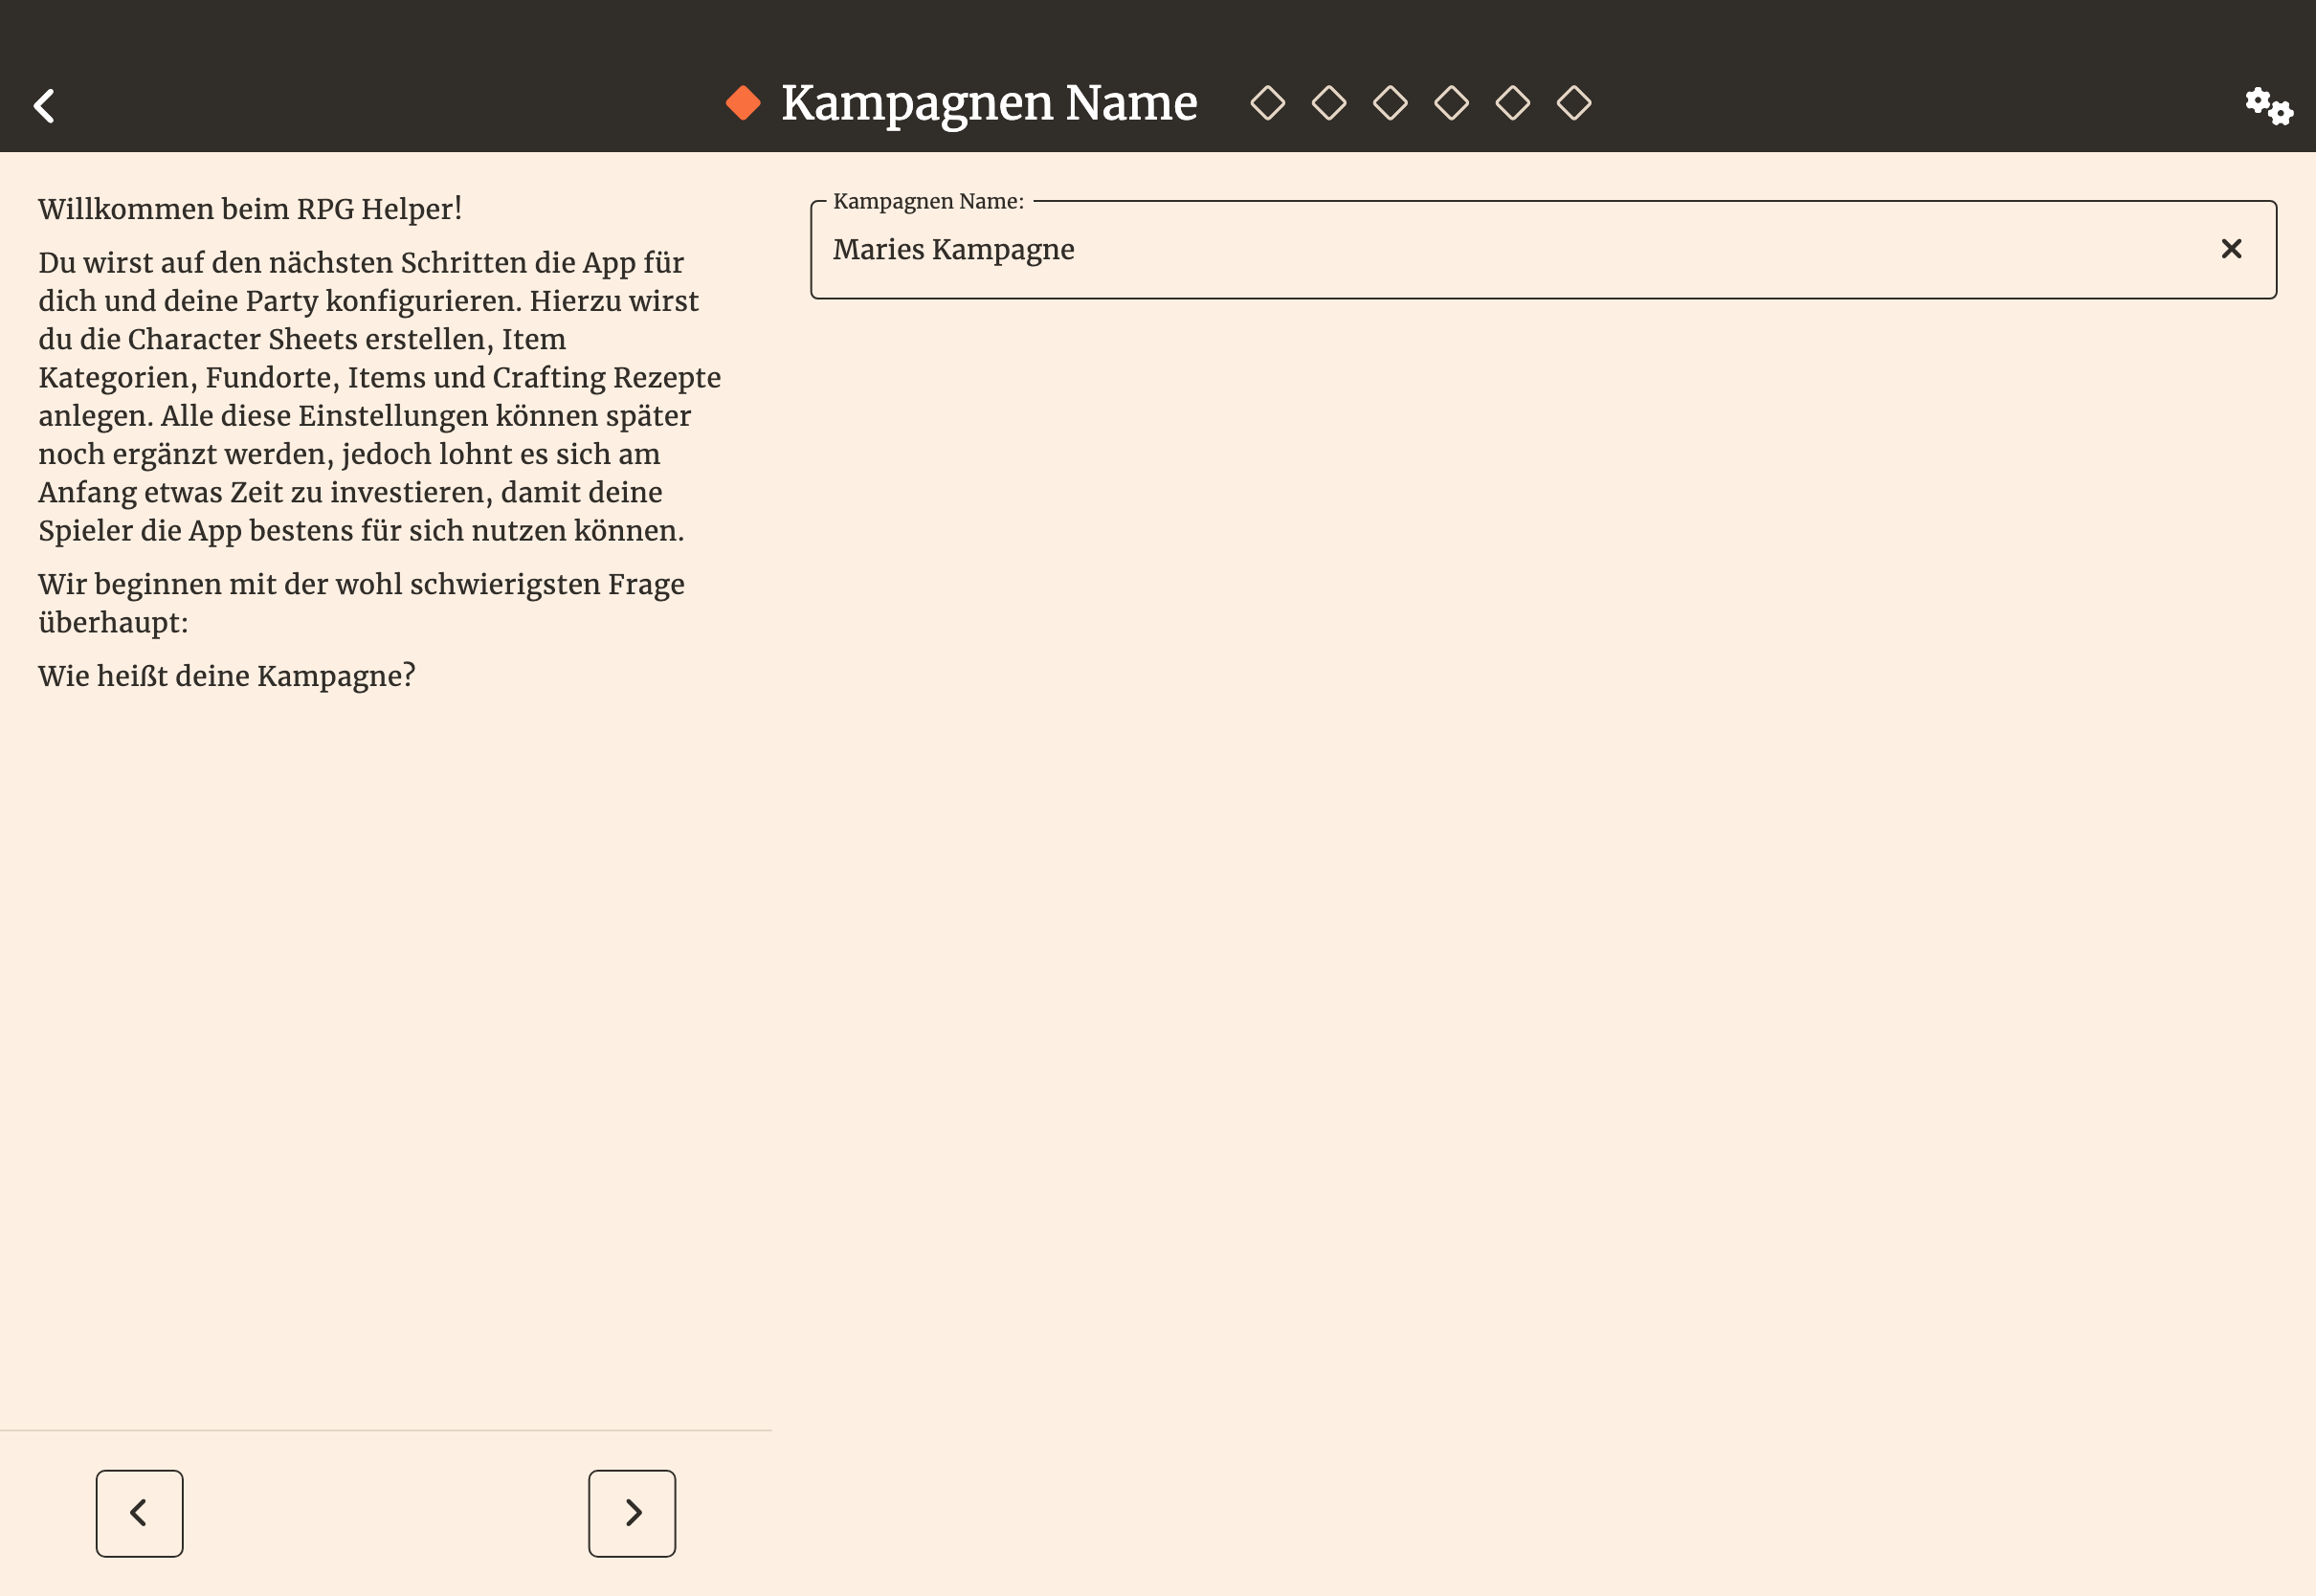 Kampagnen Name
Willkommen beim RPG Helper!
Du wirst auf den nächsten Schritten die App für
dich und deine Party konfigurieren. Hierzu wirst
du die Character Sheets erstellen, Item
Kategorien, Fundorte, Items und Crafting Rezepte
anlegen. Alle diese Einstellungen können später
noch ergänzt werden, jedoch lohnt es sich am
Anfang etwas Zeit zu investieren, damit deine
Spieler die App bestens für sich nutzen können.
Wir beginnen mit der wohl schwierigsten Frage
überhaupt:
Wie heißt deine Kampagne?
Kampagnen Name:
Maries Kampagne